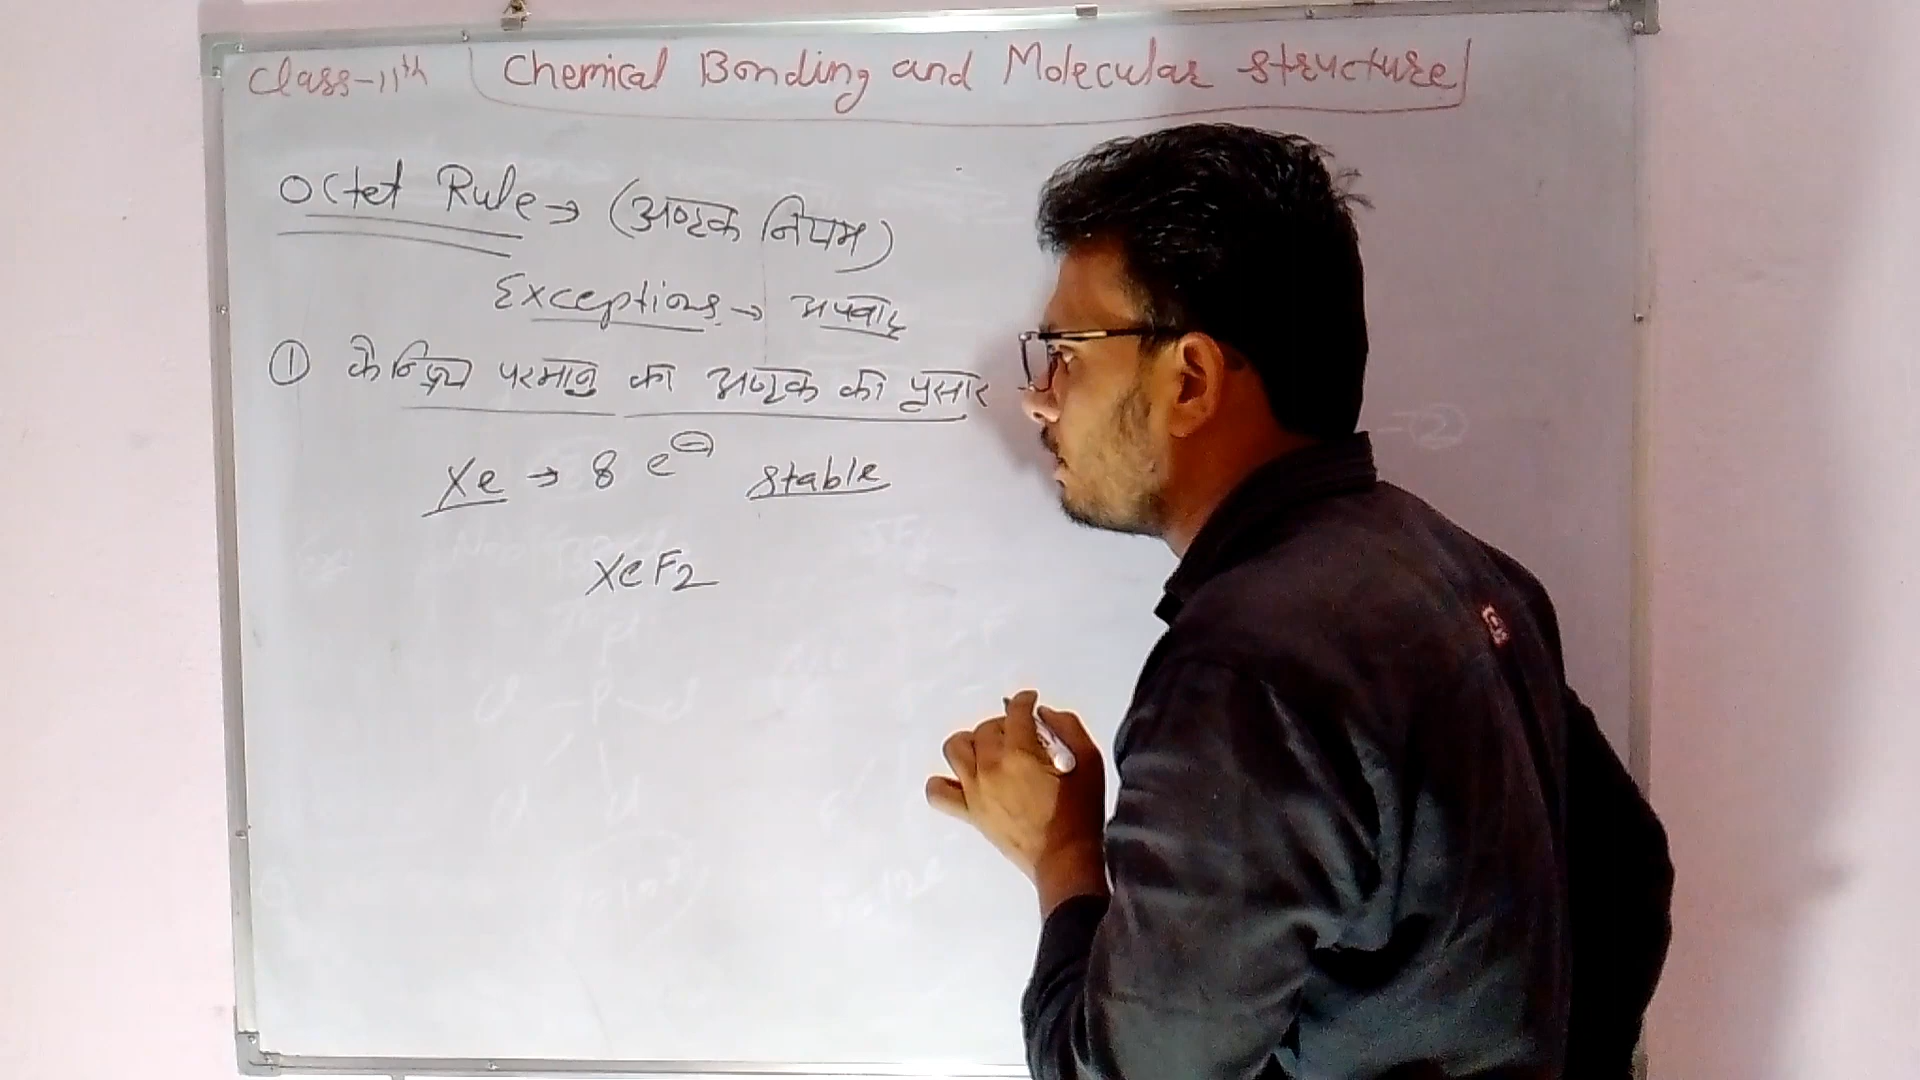 Class-11th Chemical Bonding and Molecular structure
Octet Rule → (अष्टक नियम)
Exceptions → अपवाद
① केन्द्रिय परमानु का अष्टक का प्रसार
Xe → 8 e⊖ stable
XeF2